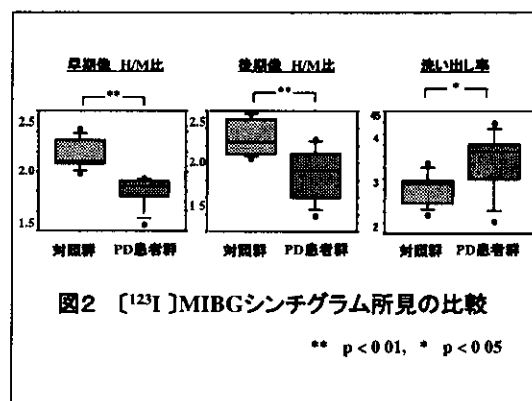 早期像 H/M比
後期像 H/M比
洗い出し率
**
**
*
2.5
2.0
1.5
2.5
2.0
1 5
45
4
3
2
対照群 PD患者群
対照群 PD患者群
対照群 PD患者群
図2 〔¹²³I 〕MIBGシンチグラム所見の比較
** p < 0 01, * p < 0 05